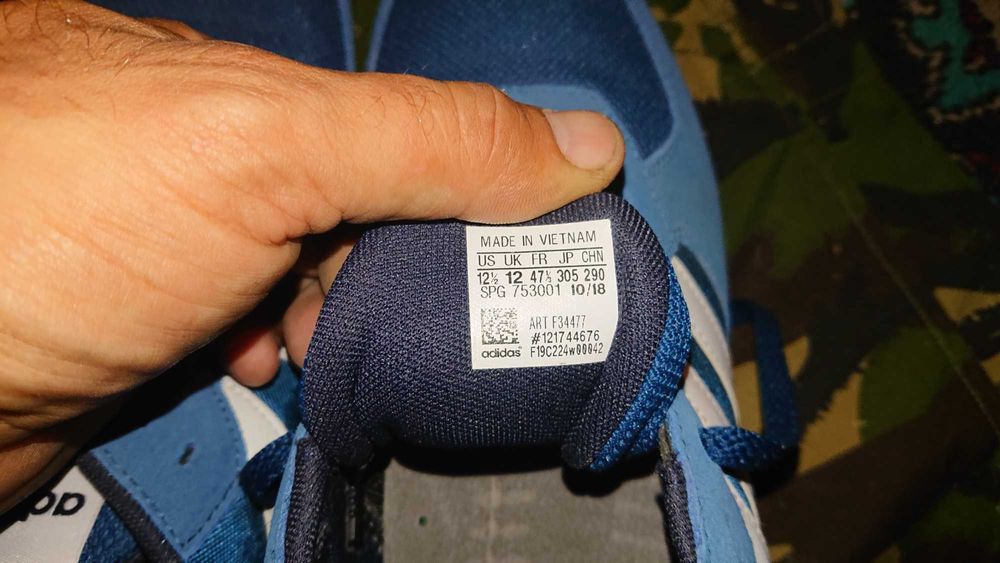 MADE IN VIETNAM
US UK FR JP CHN
12½ 12 47⅓ 305 290
SPG 753001 10/18
ART F34477
#121744676
adidas F19C224w00042